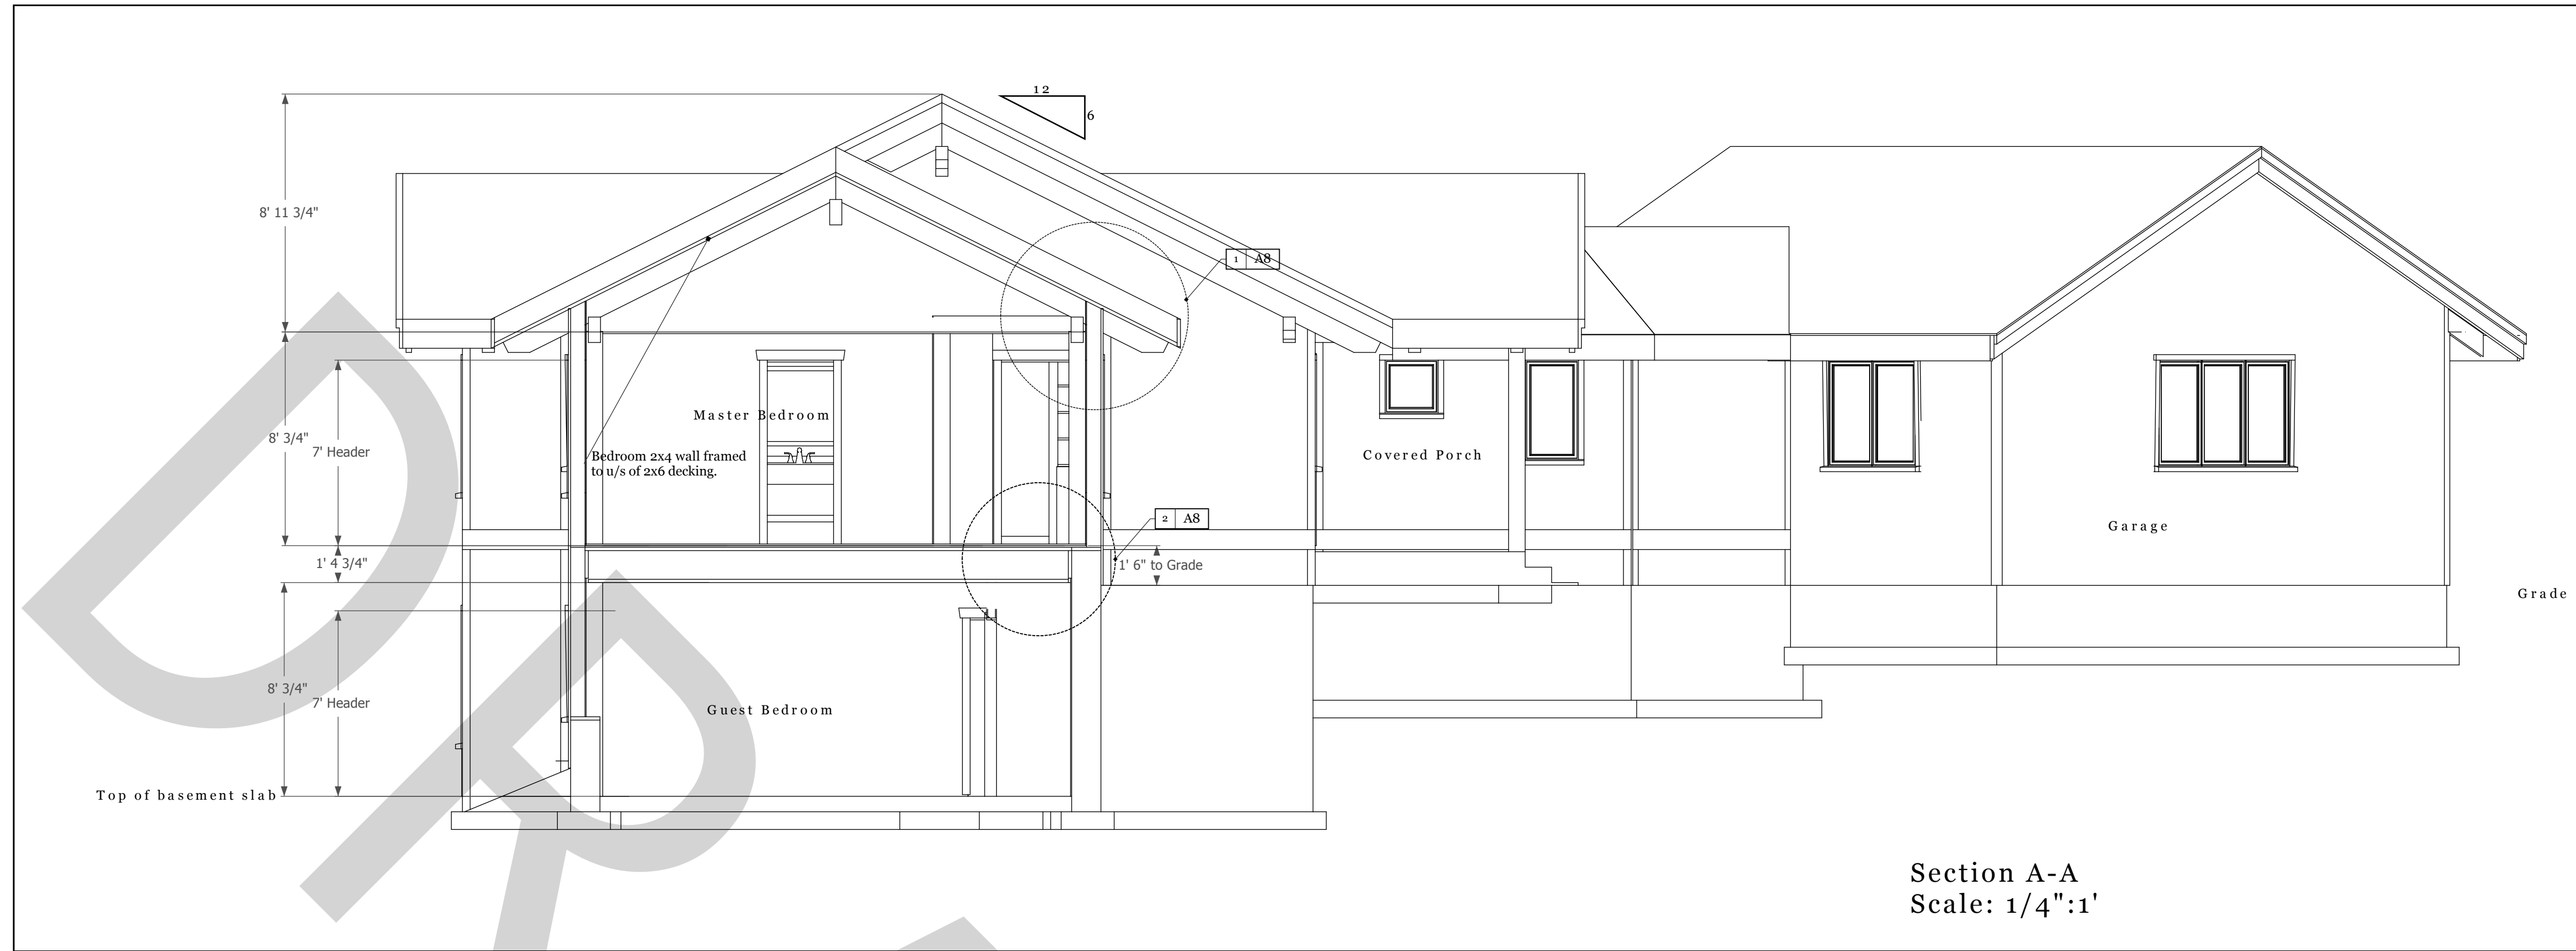 12
6
8' 11 3/4"
1 A8
8' 3/4"
7' Header
Master Bedroom
Bedroom 2x4 wall framed
to u/s of 2x6 decking.
Covered Porch
2 A8
Garage
1' 4 3/4"
1' 6" to Grade
Grade
8' 3/4"
7' Header
Guest Bedroom
Top of basement slab
Section A-A
Scale: 1/4":1'